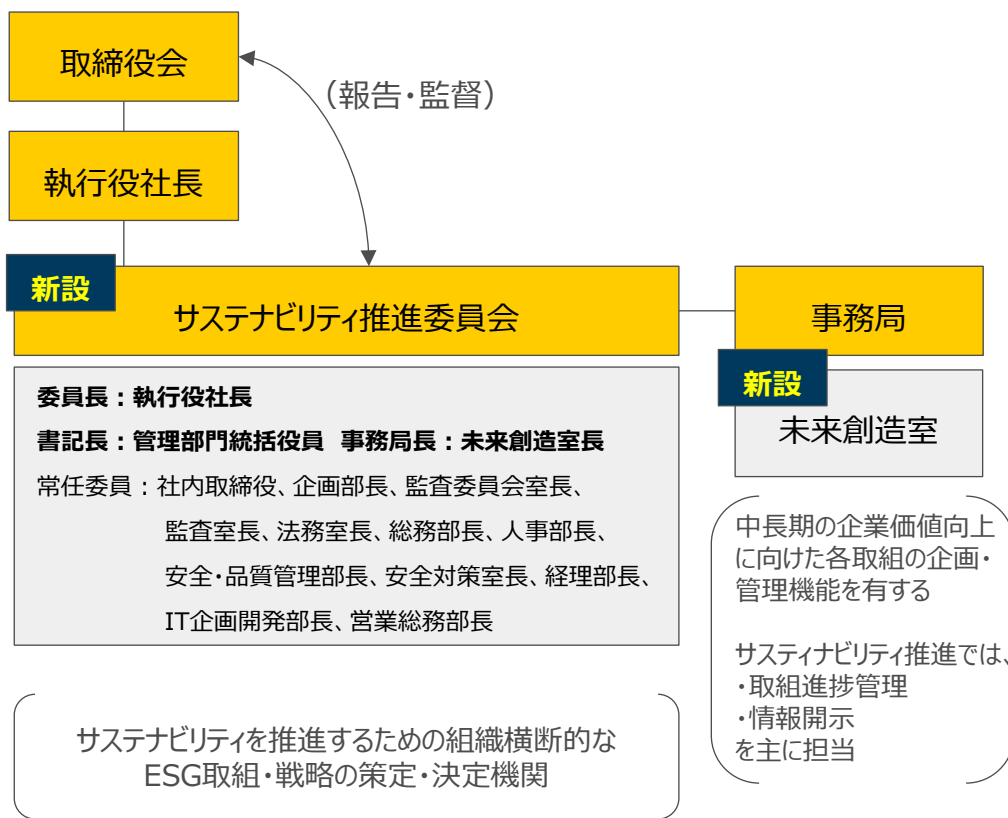 取締役会
(報告・監督)
執行役社長
新設
サステナビリティ推進委員会
事務局
委員長：執行役社長
書記長：管理部門統括役員 事務局長：未来創造室長
常任委員：社内取締役、企画部長、監査委員会室長、
監査室長、法務室長、総務部長、人事部長、
安全・品質管理部長、安全対策室長、経理部長、
IT企画開発部長、営業総務部長
新設
未来創造室
中長期の企業価値向上
に向けた各取組の企画・
管理機能を有する
サスティナビリティ推進では、
・取組進捗管理
・情報開示
を主に担当
サステナビリティを推進するための組織横断的な
ESG取組・戦略の策定・決定機関